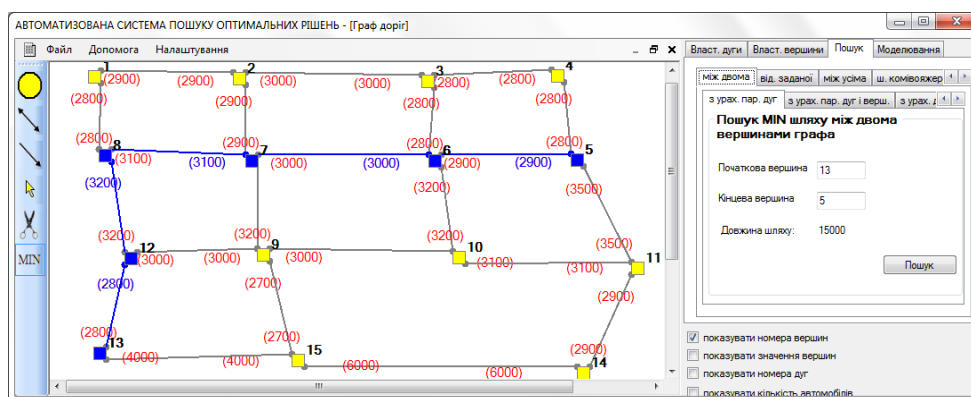 АВТОМАТИЗОВАНА СИСТЕМА ПОШУКУ ОПТИМАЛЬНИХ РІШЕНЬ - [Граф доріг]
Файл Допомога Налаштування
Власт. дуги Власт. вершини Пошук Моделювання
між двома від. заданої між усіма ш. комівояжер
з урах. пар. дуг з урах. пар. дуг і верш. з урах.
Пошук MIN шляху між двома вершинами графа
Початкова вершина 13
Кінцева вершина 5
Довжина шляху: 15000
Пошук
показувати номера вершин
показувати значення вершин
показувати номера дуг
показувати кількість автомобілів
MIN
1 2 3 4
(2900) (2900) (3000) (3000) (2800) (2800)
(2800) (2900) (2800) (2800)
(2800) (2900) (2800) (2800)
8 7 6 5
(3100) (3100) (3000) (3000) (2900) (2900)
(3200) (3200) (3500)
(3200) (3200) (3200) (3500)
12 9 10 11
(3000) (3000) (3000) (3100) (3100)
(2800) (2700) (2900)
(2800) (2700) (2900)
13 15 14
(4000) (4000) (6000) (6000)